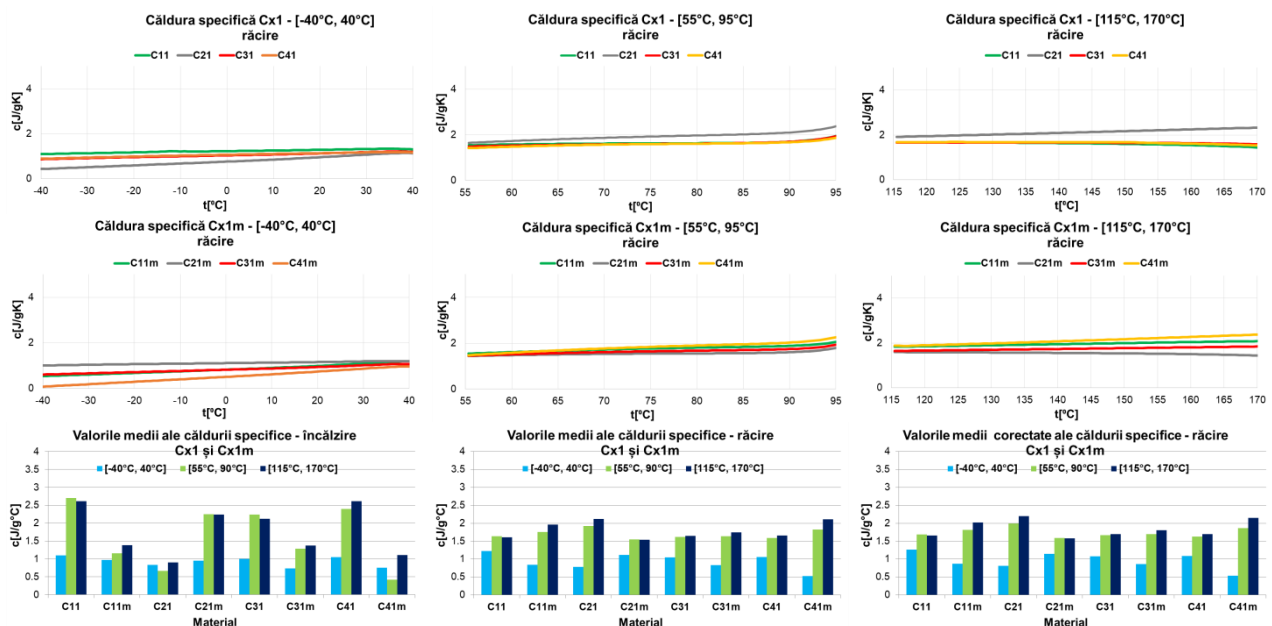 Căldura specifică Cx1 - [-40°C, 40°C]
răcire
C11 C21 C31 C41
c[J/gK]
4
2
0
-40 -30 -20 -10 0 10 20 30 40
t[ºC]
Căldura specifică Cx1 - [55°C, 95°C]
răcire
C11 C21 C31 C41
c[J/gK]
4
2
0
55 60 65 70 75 80 85 90 95
t[ºC]
Căldura specifică Cx1 - [115°C, 170°C]
răcire
C11 C21 C31 C41
c[J/gK]
4
2
0
115 120 125 130 135 140 145 150 155 160 165 170
t[ºC]
Căldura specifică Cx1m - [-40°C, 40°C]
răcire
C11m C21m C31m C41m
c[J/gK]
4
2
0
-40 -30 -20 -10 0 10 20 30 40
t[ºC]
Căldura specifică Cx1m - [55°C, 95°C]
răcire
C11m C21m C31m C41m
c[J/gK]
4
2
0
55 60 65 70 75 80 85 90 95
t[ºC]
Căldura specifică Cx1m - [115°C, 170°C]
răcire
C11m C21m C31m C41m
c[J/gK]
4
2
0
115 120 125 130 135 140 145 150 155 160 165 170
t[ºC]
Valorile medii ale căldurii specifice - încălzire
Cx1 și Cx1m
[-40°C, 40°C] [55°C, 90°C] [115°C, 170°C]
c[J/g°C]
4
3.5
3
2.5
2
1.5
1
0.5
0
C11 C11m C21 C21m C31 C31m C41 C41m
Material
Valorile medii ale căldurii specifice - răcire
Cx1 și Cx1m
[-40°C, 40°C] [55°C, 90°C] [115°C, 170°C]
c[J/g°C]
4
3.5
3
2.5
2
1.5
1
0.5
0
C11 C11m C21 C21m C31 C31m C41 C41m
Material
Valorile medii corectate ale căldurii specifice - răcire
Cx1 și Cx1m
[-40°C, 40°C] [55°C, 90°C] [115°C, 170°C]
c[J/g°C]
4
3.5
3
2.5
2
1.5
1
0.5
0
C11 C11m C21 C21m C31 C31m C41 C41m
Material